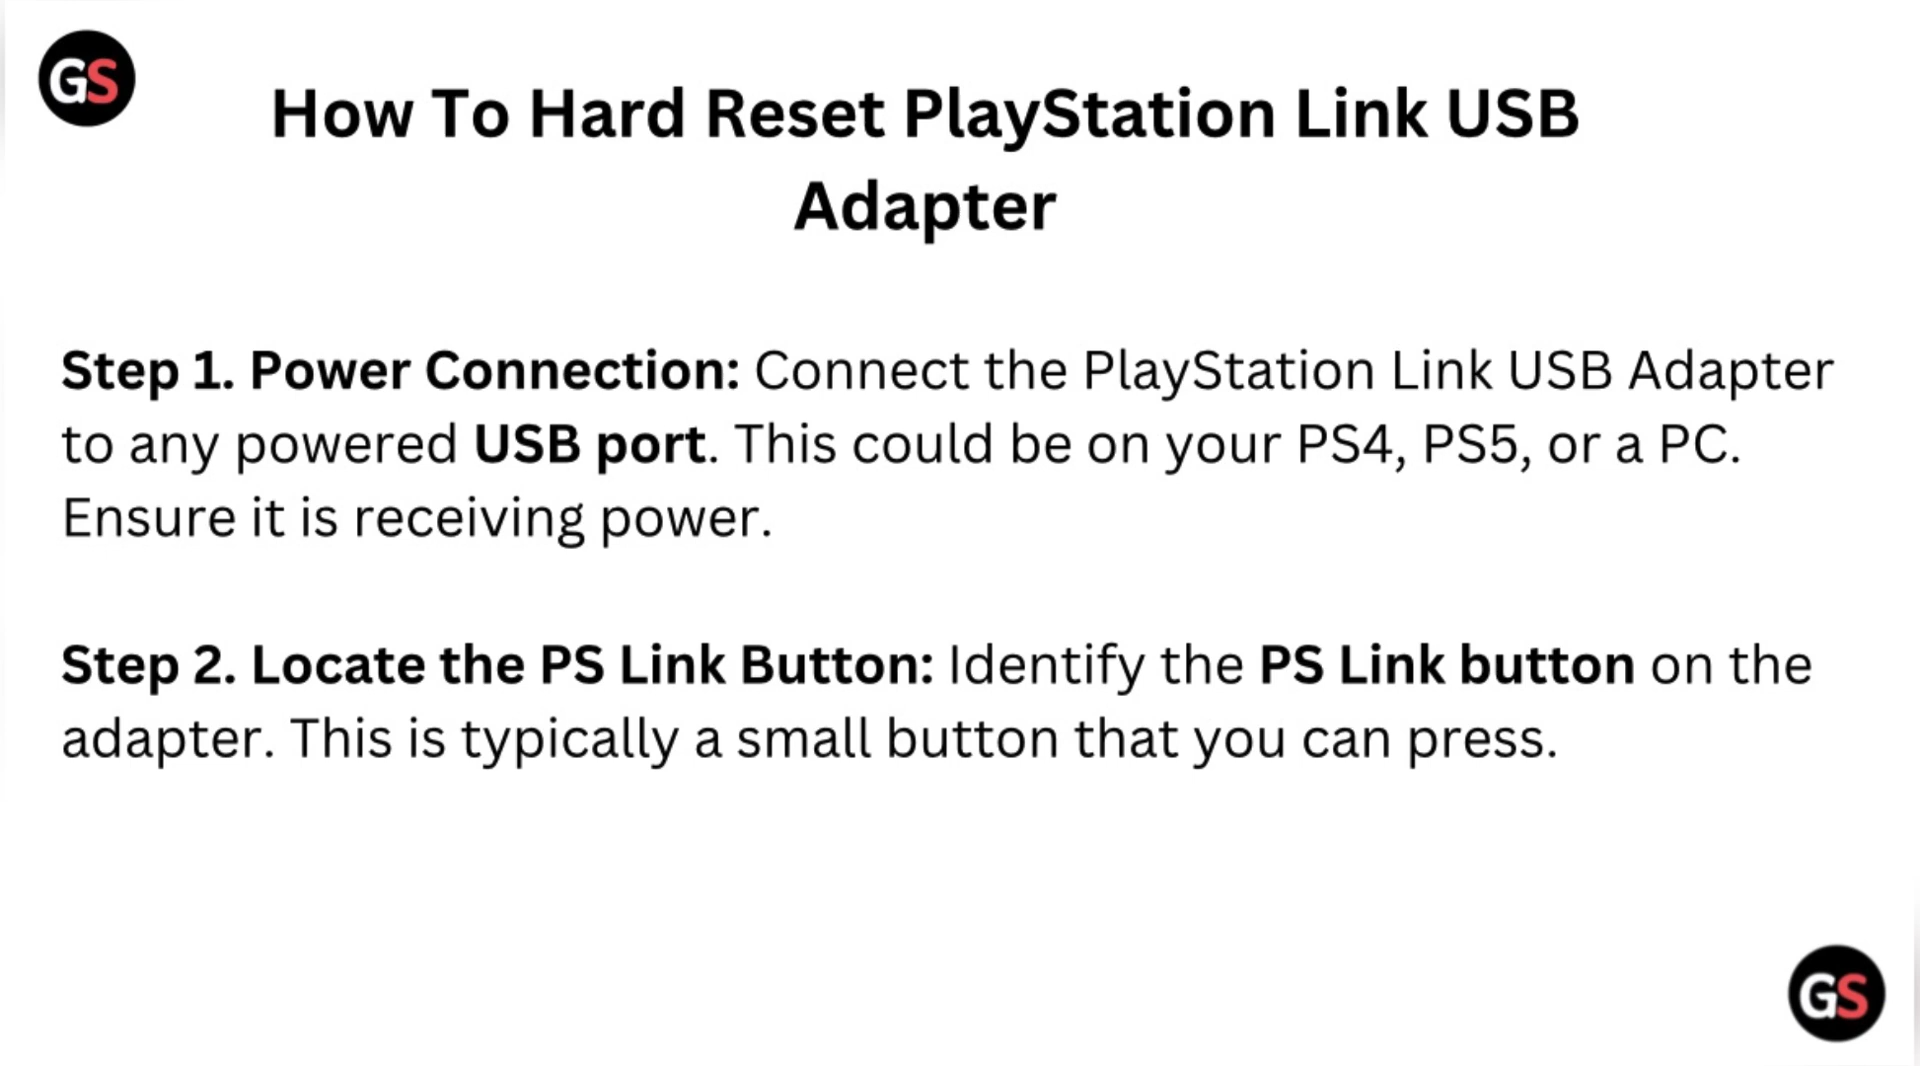 GS
How To Hard Reset PlayStation Link USB
Adapter
Step 1. Power Connection: Connect the PlayStation Link USB Adapter
to any powered USB port. This could be on your PS4, PS5, or a PC.
Ensure it is receiving power.
Step 2. Locate the PS Link Button: Identify the PS Link button on the
adapter. This is typically a small button that you can press.
GS